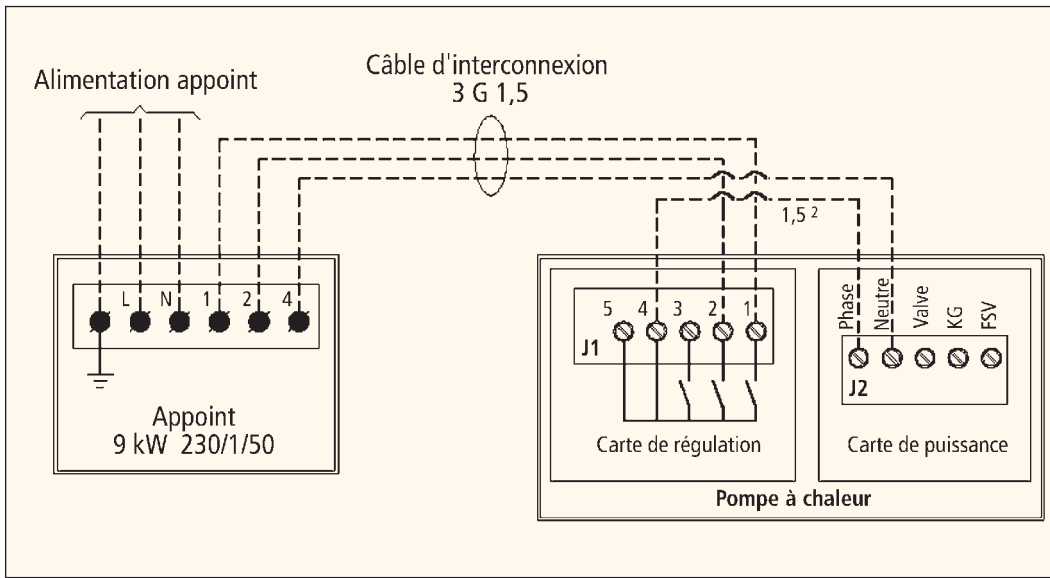 Alimentation appoint
Câble d'interconnexion
3 G 1,5
1,5 ²
L N 1 2 4
Appoint
9 kW 230/1/50
5 4 3 2 1
J1
Carte de régulation
Phase
Neutre
Valve
KG
FSV
J2
Carte de puissance
Pompe à chaleur